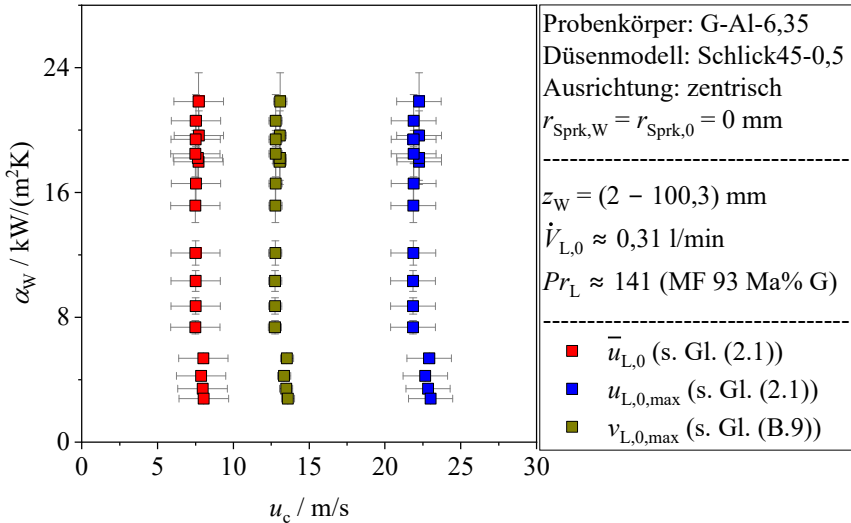 24
16
8
0
α_W / kW/(m²K)
0 5 10 15 20 25 30
u_c / m/s
Probenkörper: G-Al-6,35
Düsenmodell: Schlick45-0,5
Ausrichtung: zentrisch
r_Sprk,W = r_Sprk,0 = 0 mm
z_W = (2 − 100,3) mm
V̇_L,0 ≈ 0,31 l/min
Pr_L ≈ 141 (MF 93 Ma% G)
u̅_L,0 (s. Gl. (2.1))
u_L,0,max (s. Gl. (2.1))
v_L,0,max (s. Gl. (B.9))